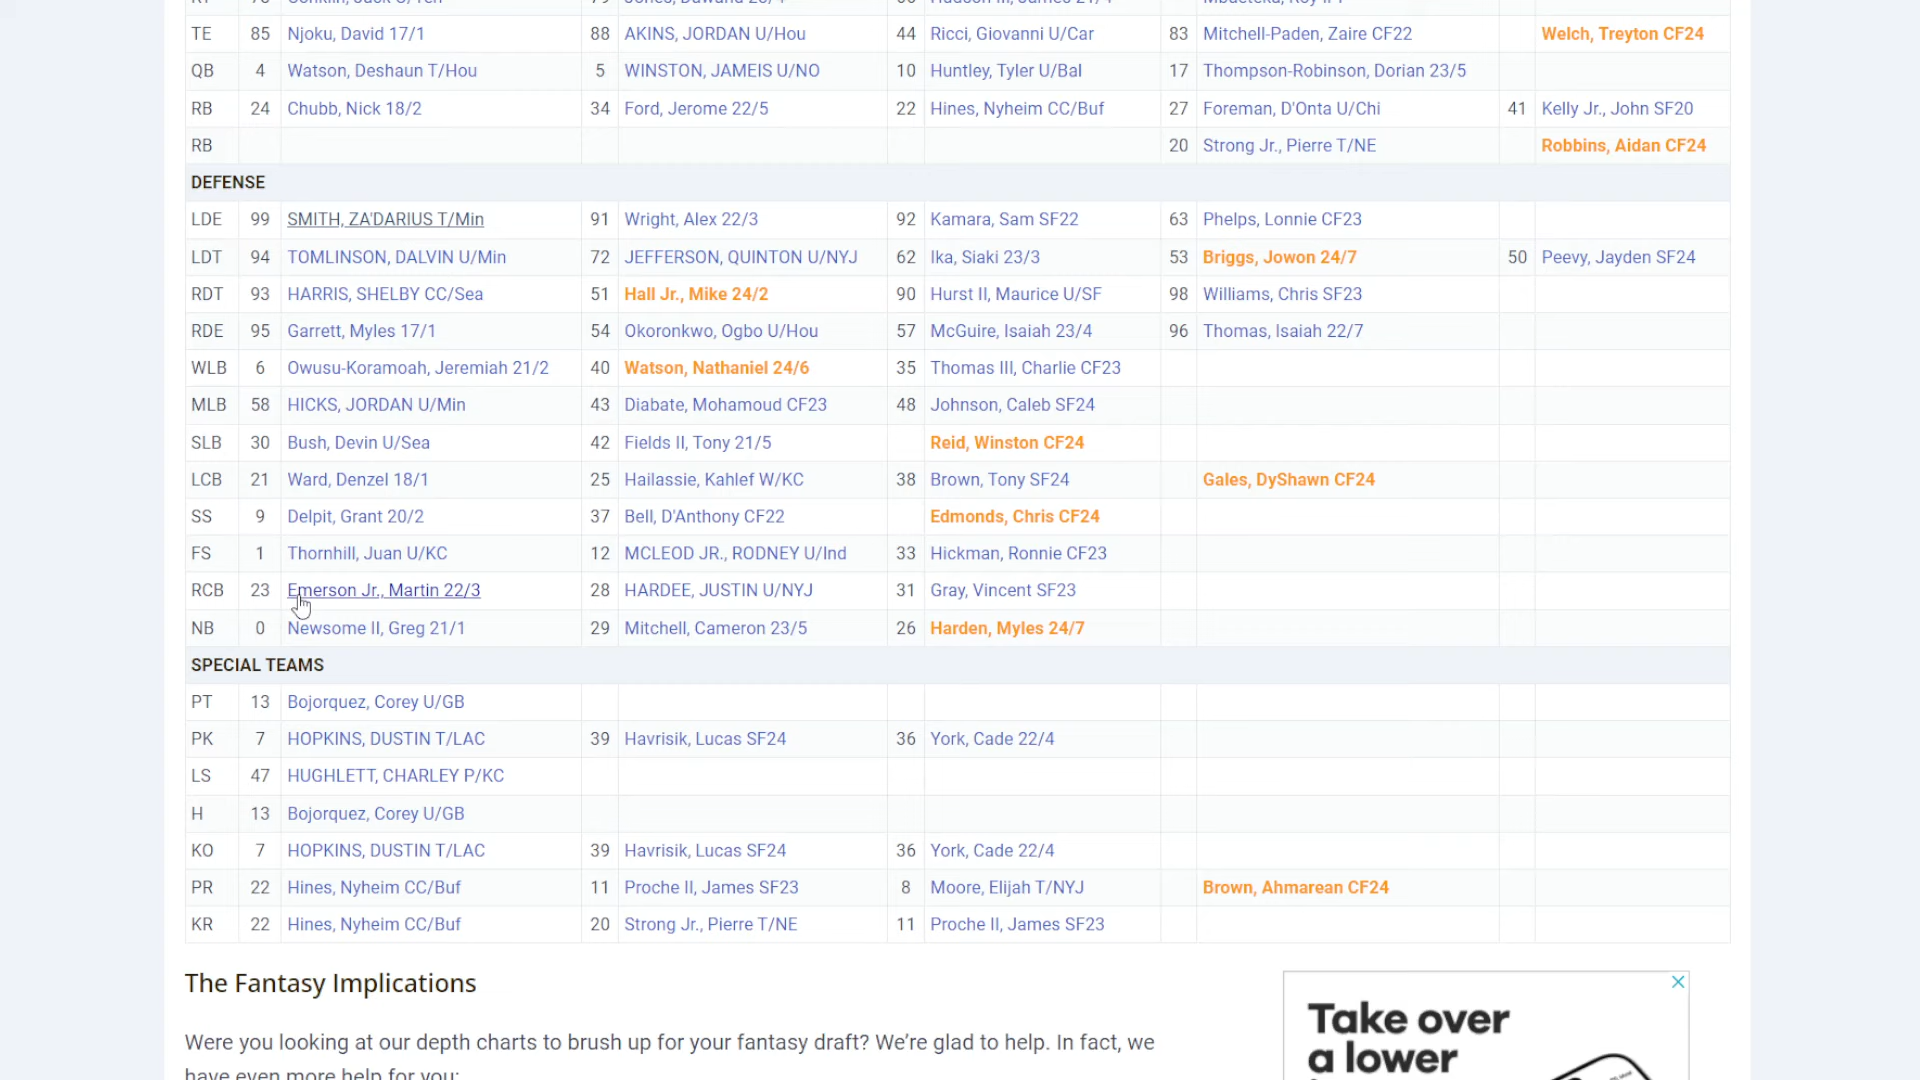 TE 85 Njoku, David 17/1 88 AKINS, JORDAN U/Hou 44 Ricci, Giovanni U/Car 83 Mitchell-Paden, Zaire CF22 Welch, Treyton CF24
QB 4 Watson, Deshaun T/Hou 5 WINSTON, JAMEIS U/NO 10 Huntley, Tyler U/Bal 17 Thompson-Robinson, Dorian 23/5
RB 24 Chubb, Nick 18/2 34 Ford, Jerome 22/5 22 Hines, Nyheim CC/Buf 27 Foreman, D'Onta U/Chi 41 Kelly Jr., John SF20
RB 20 Strong Jr., Pierre T/NE Robbins, Aidan CF24
DEFENSE
LDE 99 SMITH, ZA'DARIUS T/Min 91 Wright, Alex 22/3 92 Kamara, Sam SF22 63 Phelps, Lonnie CF23
LDT 94 TOMLINSON, DALVIN U/Min 72 JEFFERSON, QUINTON U/NYJ 62 Ika, Siaki 23/3 53 Briggs, Jowon 24/7 50 Peevy, Jayden SF24
RDT 93 HARRIS, SHELBY CC/Sea 51 Hall Jr., Mike 24/2 90 Hurst II, Maurice U/SF 98 Williams, Chris SF23
RDE 95 Garrett, Myles 17/1 54 Okoronkwo, Ogbo U/Hou 57 McGuire, Isaiah 23/4 96 Thomas, Isaiah 22/7
WLB 6 Owusu-Koramoah, Jeremiah 21/2 40 Watson, Nathaniel 24/6 35 Thomas III, Charlie CF23
MLB 58 HICKS, JORDAN U/Min 43 Diabate, Mohamoud CF23 48 Johnson, Caleb SF24
SLB 30 Bush, Devin U/Sea 42 Fields II, Tony 21/5 Reid, Winston CF24
LCB 21 Ward, Denzel 18/1 25 Hailassie, Kahlef W/KC 38 Brown, Tony SF24 Gales, DyShawn CF24
SS 9 Delpit, Grant 20/2 37 Bell, D'Anthony CF22 Edmonds, Chris CF24
FS 1 Thornhill, Juan U/KC 12 MCLEOD JR., RODNEY U/Ind 33 Hickman, Ronnie CF23
RCB 23 Emerson Jr., Martin 22/3 28 HARDEE, JUSTIN U/NYJ 31 Gray, Vincent SF23
NB 0 Newsome II, Greg 21/1 29 Mitchell, Cameron 23/5 26 Harden, Myles 24/7
SPECIAL TEAMS
PT 13 Bojorquez, Corey U/GB
PK 7 HOPKINS, DUSTIN T/LAC 39 Havrisik, Lucas SF24 36 York, Cade 22/4
LS 47 HUGHLETT, CHARLEY P/KC
H 13 Bojorquez, Corey U/GB
KO 7 HOPKINS, DUSTIN T/LAC 39 Havrisik, Lucas SF24 36 York, Cade 22/4
PR 22 Hines, Nyheim CC/Buf 11 Proche II, James SF23 8 Moore, Elijah T/NYJ Brown, Ahmarean CF24
KR 22 Hines, Nyheim CC/Buf 20 Strong Jr., Pierre T/NE 11 Proche II, James SF23
The Fantasy Implications
Were you looking at our depth charts to brush up for your fantasy draft? We're glad to help. In fact, we
have even more help for you:
Take over
a lower